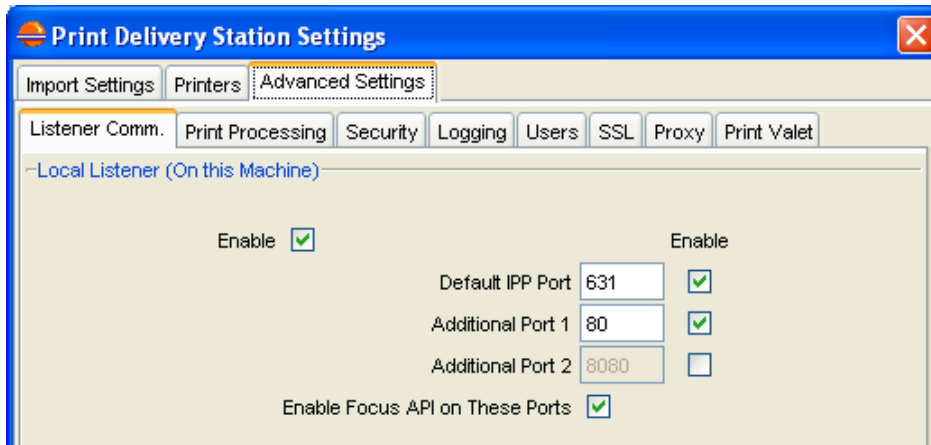 Print Delivery Station Settings
Import Settings Printers Advanced Settings
Listener Comm. Print Processing Security Logging Users SSL Proxy Print Valet
Local Listener (On this Machine)
Enable Enable
Default IPP Port 631
Additional Port 1 80
Additional Port 2 8080
Enable Focus API on These Ports